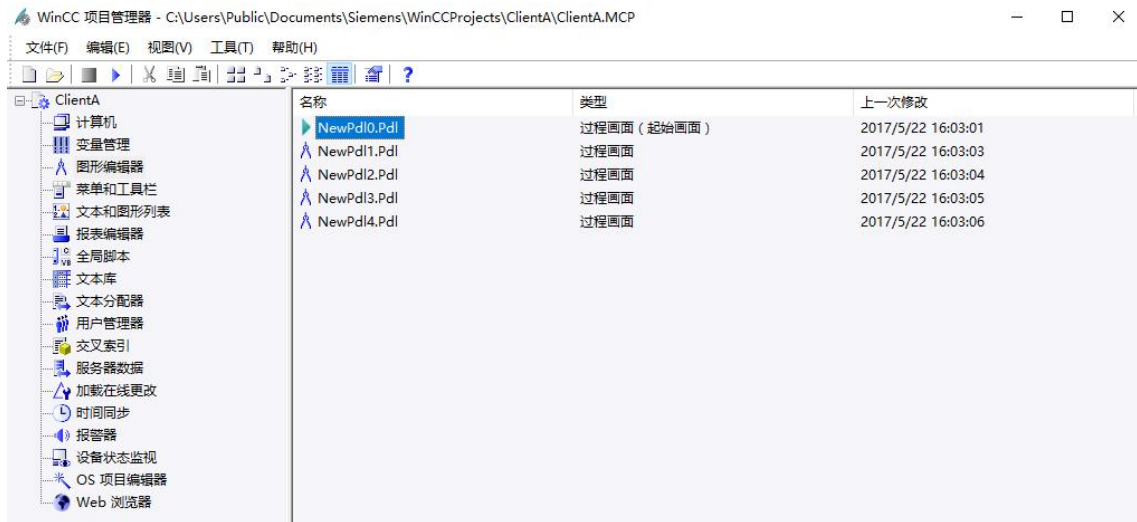 WinCC 项目管理器 - C:\Users\Public\Documents\Siemens\WinCCProjects\ClientA\ClientA.MCP
文件(F) 编辑(E) 视图(V) 工具(T) 帮助(H)
ClientA
计算机
变量管理
图形编辑器
菜单和工具栏
文本和图形列表
报表编辑器
全局脚本
文本库
文本分配器
用户管理器
交叉索引
服务器数据
加载在线更改
时间同步
报警器
设备状态监视
OS 项目编辑器
Web 浏览器
名称 类型 上一次修改
NewPdl0.Pdl 过程画面（起始画面） 2017/5/22 16:03:01
NewPdl1.Pdl 过程画面 2017/5/22 16:03:03
NewPdl2.Pdl 过程画面 2017/5/22 16:03:04
NewPdl3.Pdl 过程画面 2017/5/22 16:03:05
NewPdl4.Pdl 过程画面 2017/5/22 16:03:06